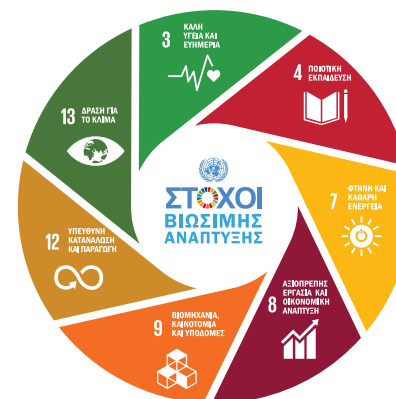 3 ΚΑΛΗ
ΥΓΕΙΑ ΚΑΙ
ΕΥΗΜΕΡΙΑ
4 ΠΟΙΟΤΙΚΗ
ΕΚΠΑΙΔΕΥΣΗ
7 ΦΤΗΝΗ ΚΑΙ
ΚΑΘΑΡΗ
ΕΝΕΡΓΕΙΑ
8 ΑΞΙΟΠΡΕΠΗΣ
ΕΡΓΑΣΙΑ ΚΑΙ
ΟΙΚΟΝΟΜΙΚΗ
ΑΝΑΠΤΥΞΗ
9 ΒΙΟΜΗΧΑΝΙΑ,
ΚΑΙΝΟΤΟΜΙΑ
ΚΑΙ ΥΠΟΔΟΜΕΣ
12 ΥΠΕΥΘΥΝΗ
ΚΑΤΑΝΑΛΩΣΗ
ΚΑΙ ΠΑΡΑΓΩΓΗ
13 ΔΡΑΣΗ ΓΙΑ
ΤΟ ΚΛΙΜΑ
ΣΤΟΧΟΙ
ΒΙΩΣΙΜΗΣ
ΑΝΑΠΤΥΞΗΣ